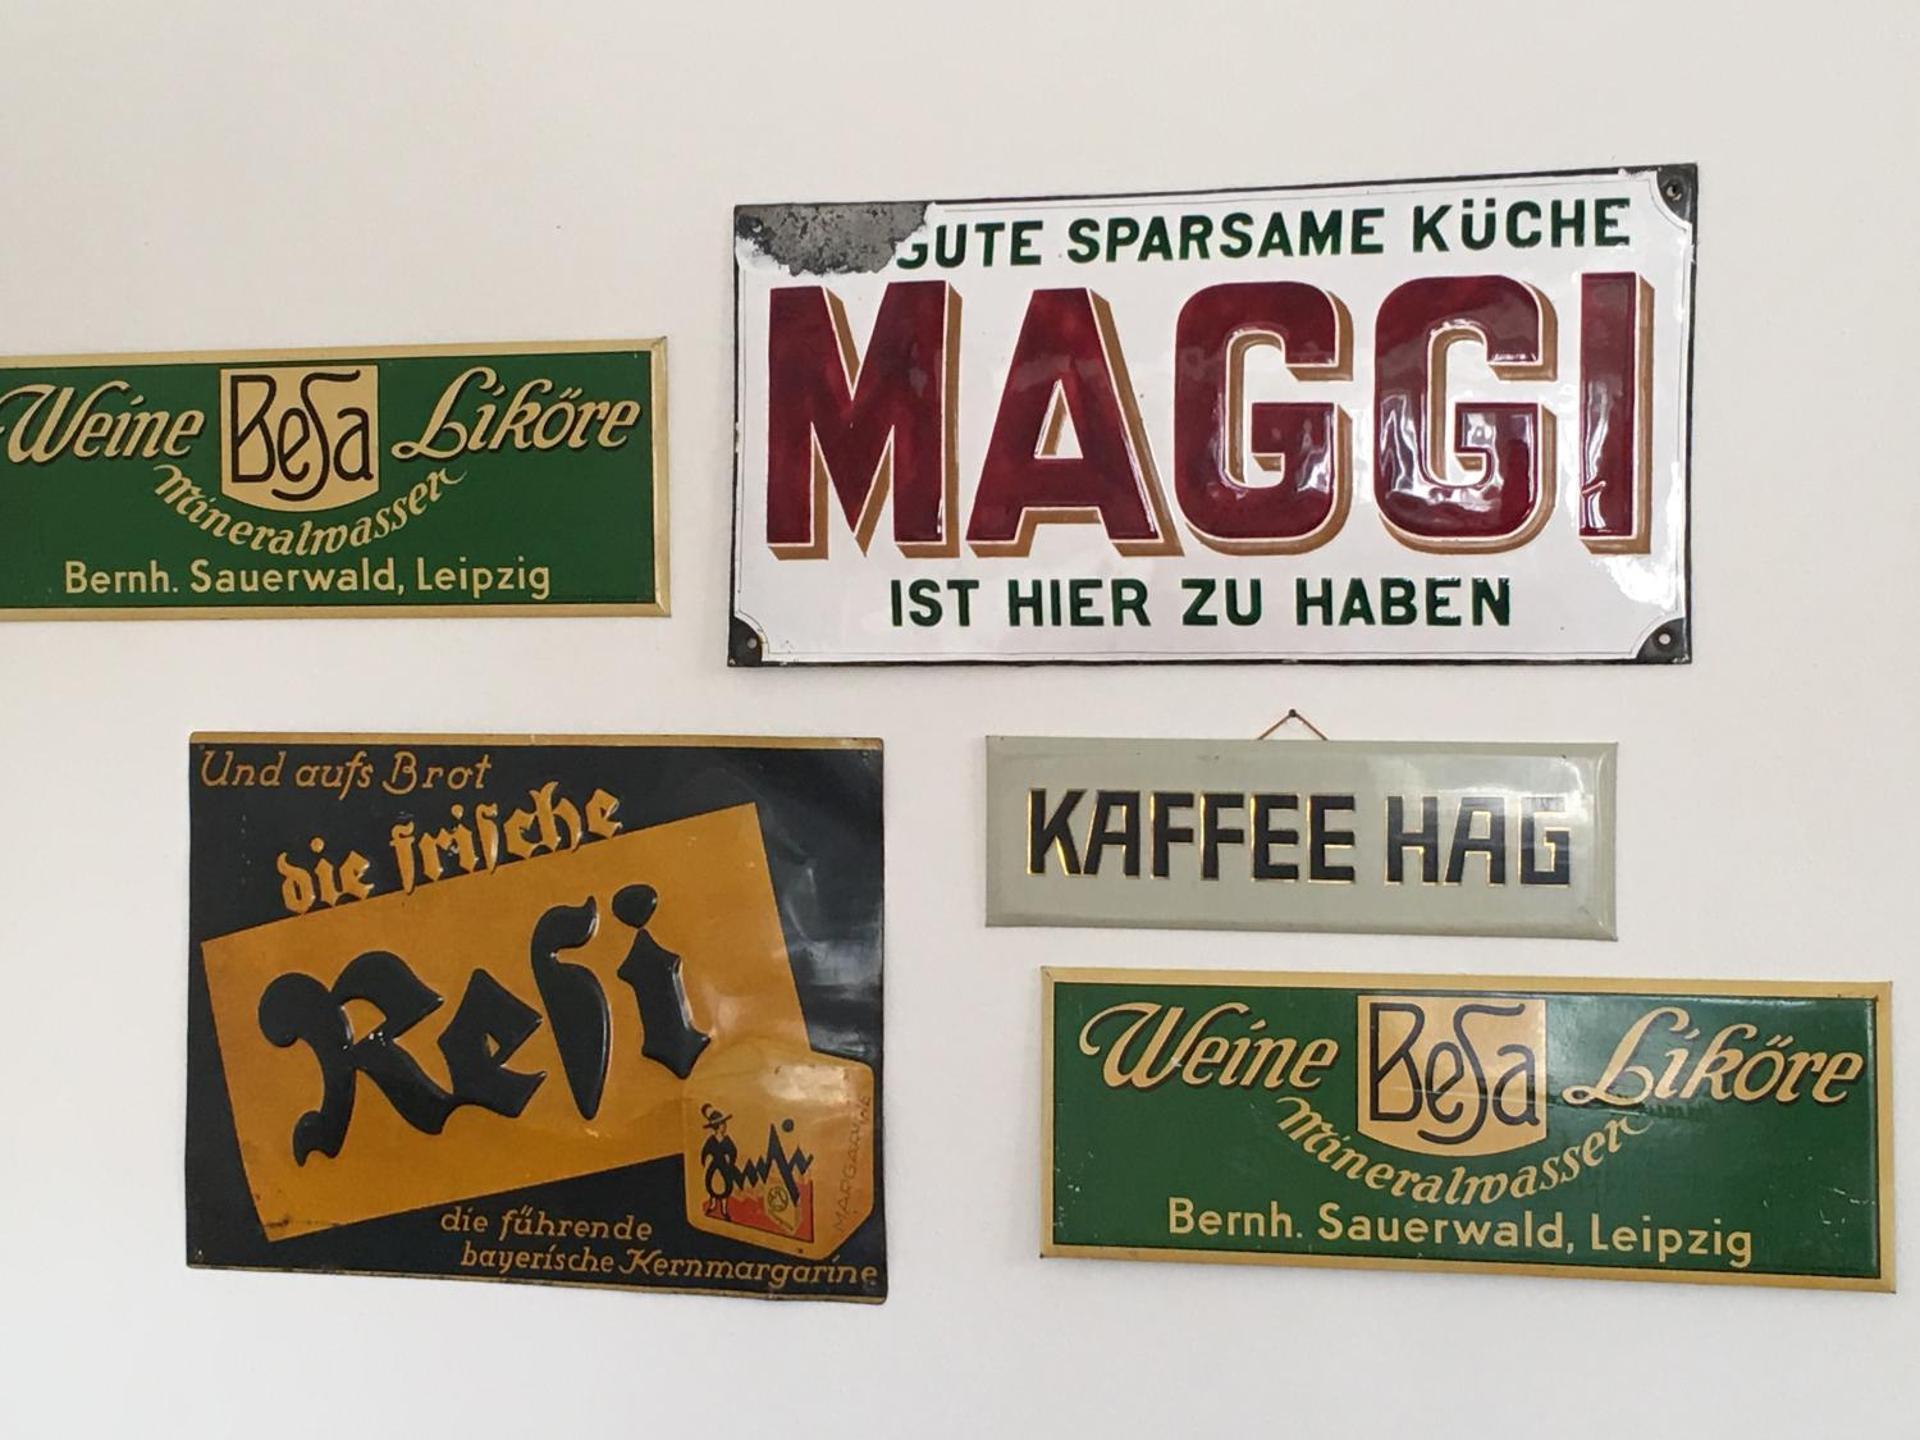 GUTE SPARSAME KÜCHE
MAGGI
IST HIER ZU HABEN
Weine BeSa Liköre
Mineralwasser
Bernh. Sauerwald, Leipzig
Und aufs Brot
die frische
Resi
Resi
MARGARINE
die führende
bayerische Kernmargarine
KAFFEE HAG
Weine BeSa Liköre
Mineralwasser
Bernh. Sauerwald, Leipzig